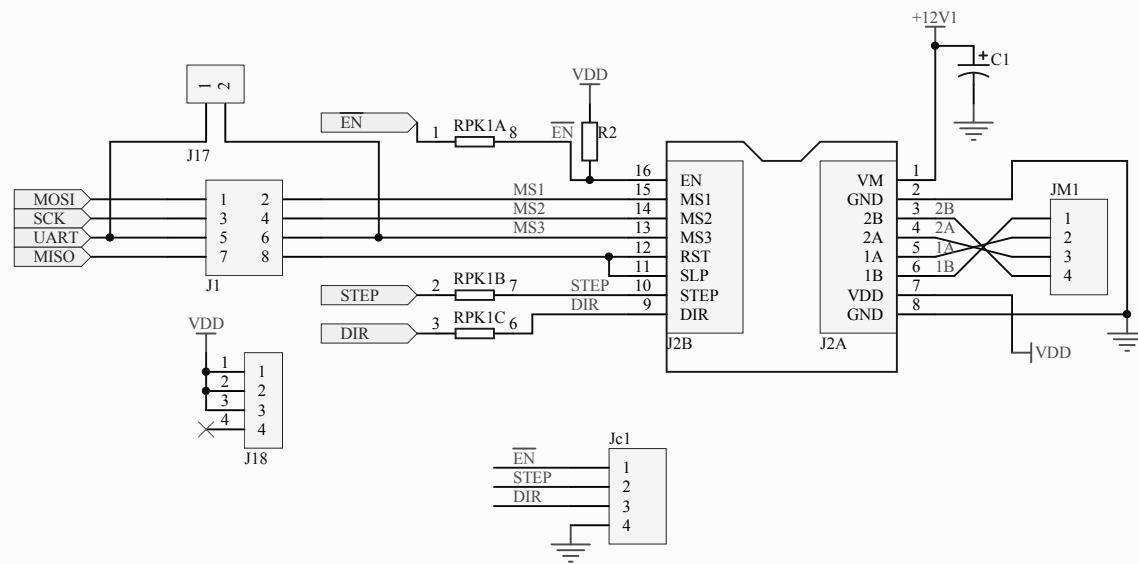 +12V1
C1
VDD
1 2
J17
EN
1 RPK1A 8
EN
R2
16 EN
VM 1
MOSI 1 2 MS1 15 MS1
GND 2
SCK 3 4 MS2 14 MS2
2B 3 2B
UART 5 6 MS3 13 MS3
2A 4 2A
MISO 7 8 12 RST
1A 5 1A
J1
11 SLP
1B 6 1B
JM1
1
2
3
4
STEP 2 RPK1B 7 STEP 10 STEP
VDD 7
DIR 3 RPK1C 6 DIR 9 DIR
GND 8
J2B
J2A
VDD
VDD
1 1
2 2
3 3
4 4
J18
Jc1
EN 1
STEP 2
DIR 3
4